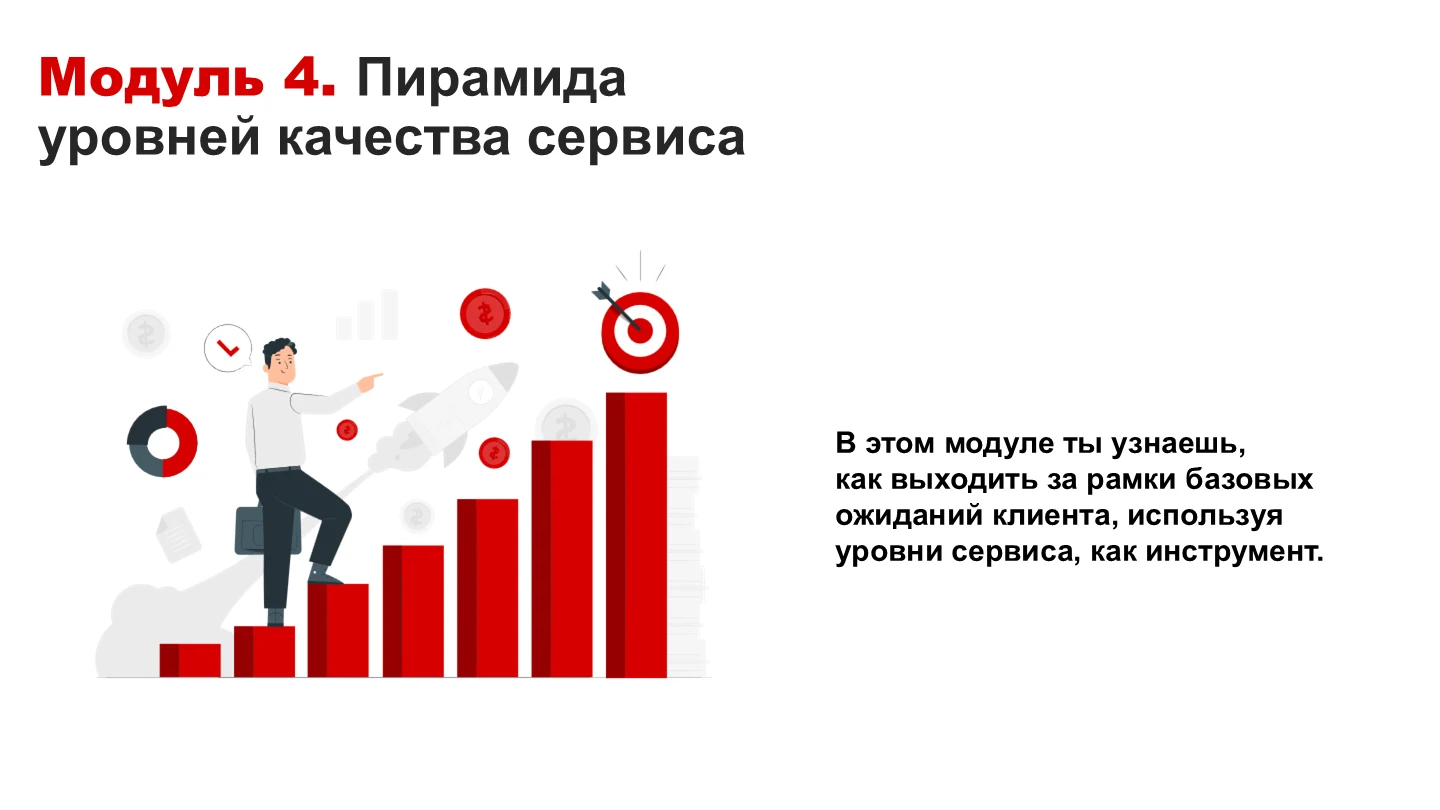 Модуль 4. Пирамида
уровней качества сервиса
В этом модуле ты узнаешь,
как выходить за рамки базовых
ожиданий клиента, используя
уровни сервиса, как инструмент.